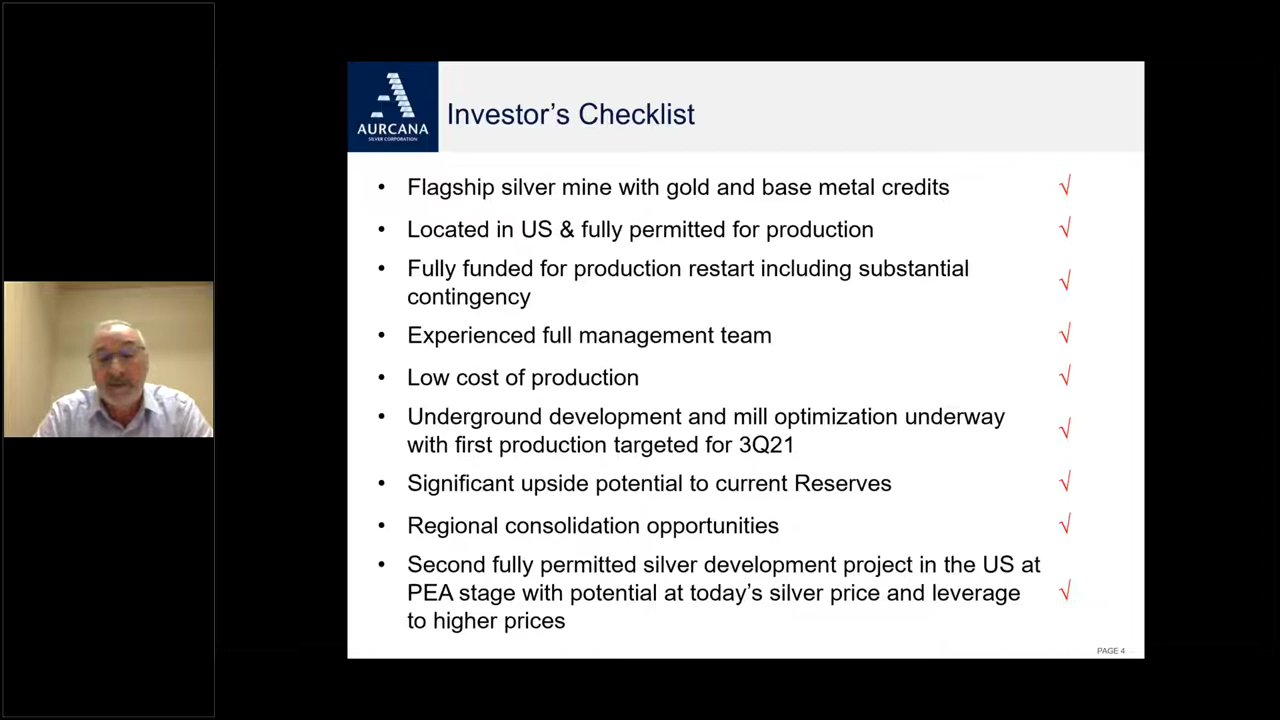 AURCANA
SILVER CORPORATION
Investor’s Checklist
• Flagship silver mine with gold and base metal credits √
• Located in US & fully permitted for production √
• Fully funded for production restart including substantial
contingency √
• Experienced full management team √
• Low cost of production √
• Underground development and mill optimization underway
with first production targeted for 3Q21 √
• Significant upside potential to current Reserves √
• Regional consolidation opportunities √
• Second fully permitted silver development project in the US at
PEA stage with potential at today’s silver price and leverage √
to higher prices
PAGE 4